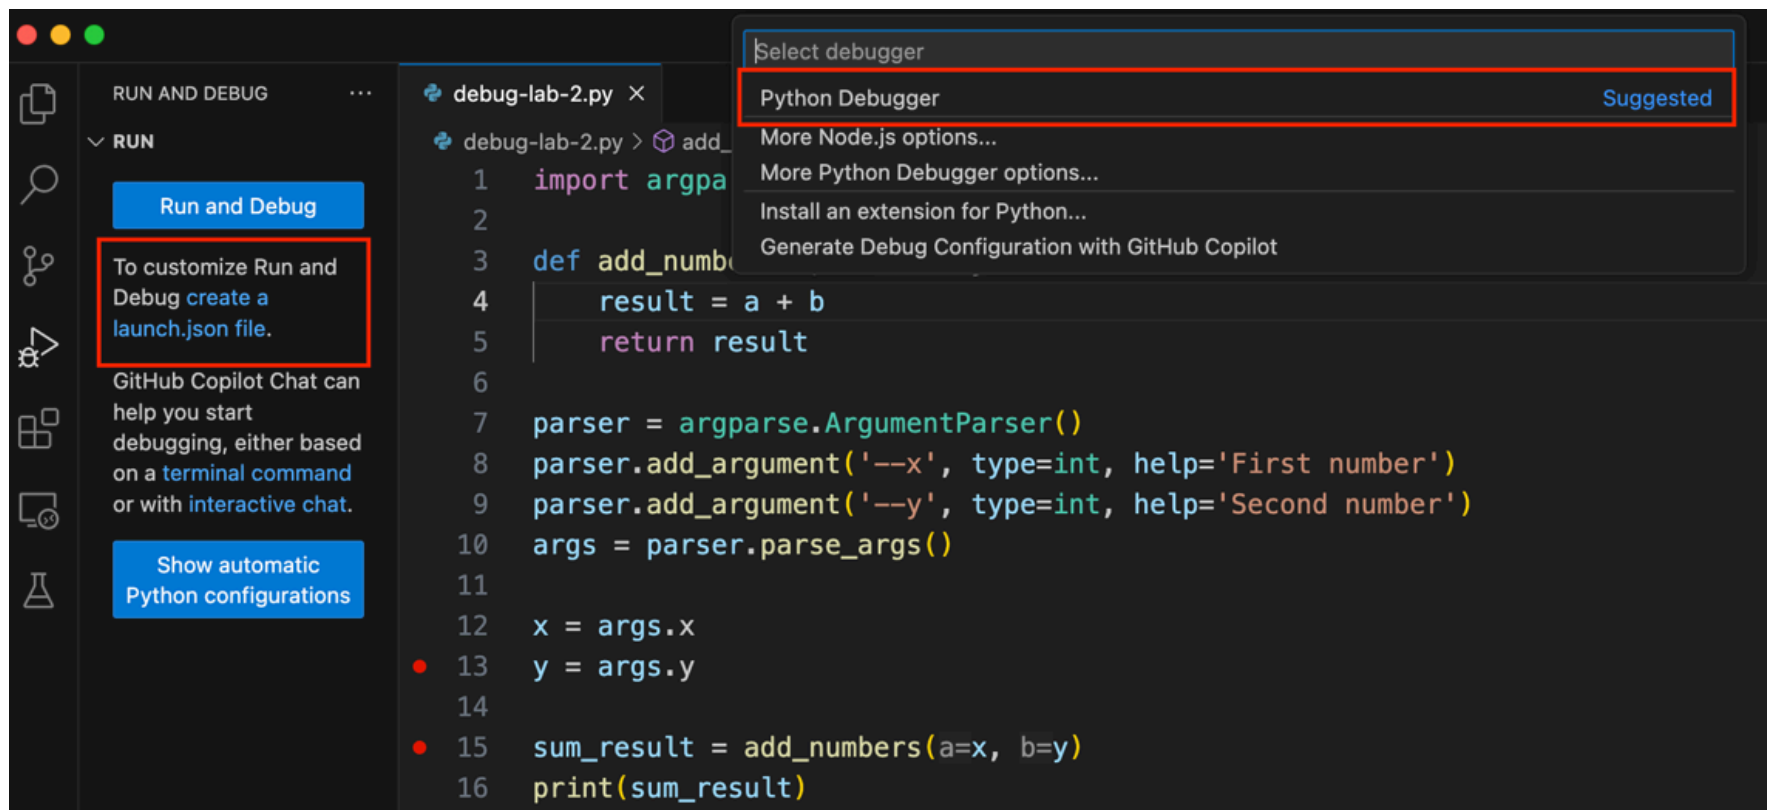 RUN AND DEBUG ...
RUN
Run and Debug
To customize Run and
Debug create a
launch.json file.
GitHub Copilot Chat can
help you start
debugging, either based
on a terminal command
or with interactive chat.
Show automatic
Python configurations
Select debugger
Python Debugger Suggested
More Node.js options...
More Python Debugger options...
Install an extension for Python...
Generate Debug Configuration with GitHub Copilot
debug-lab-2.py
debug-lab-2.py > add_
1 import argpa
2
3 def add_numb
4 result = a + b
5 return result
6
7 parser = argparse.ArgumentParser()
8 parser.add_argument('--x', type=int, help='First number')
9 parser.add_argument('--y', type=int, help='Second number')
10 args = parser.parse_args()
11
12 x = args.x
13 y = args.y
14
15 sum_result = add_numbers(a=x, b=y)
16 print(sum_result)